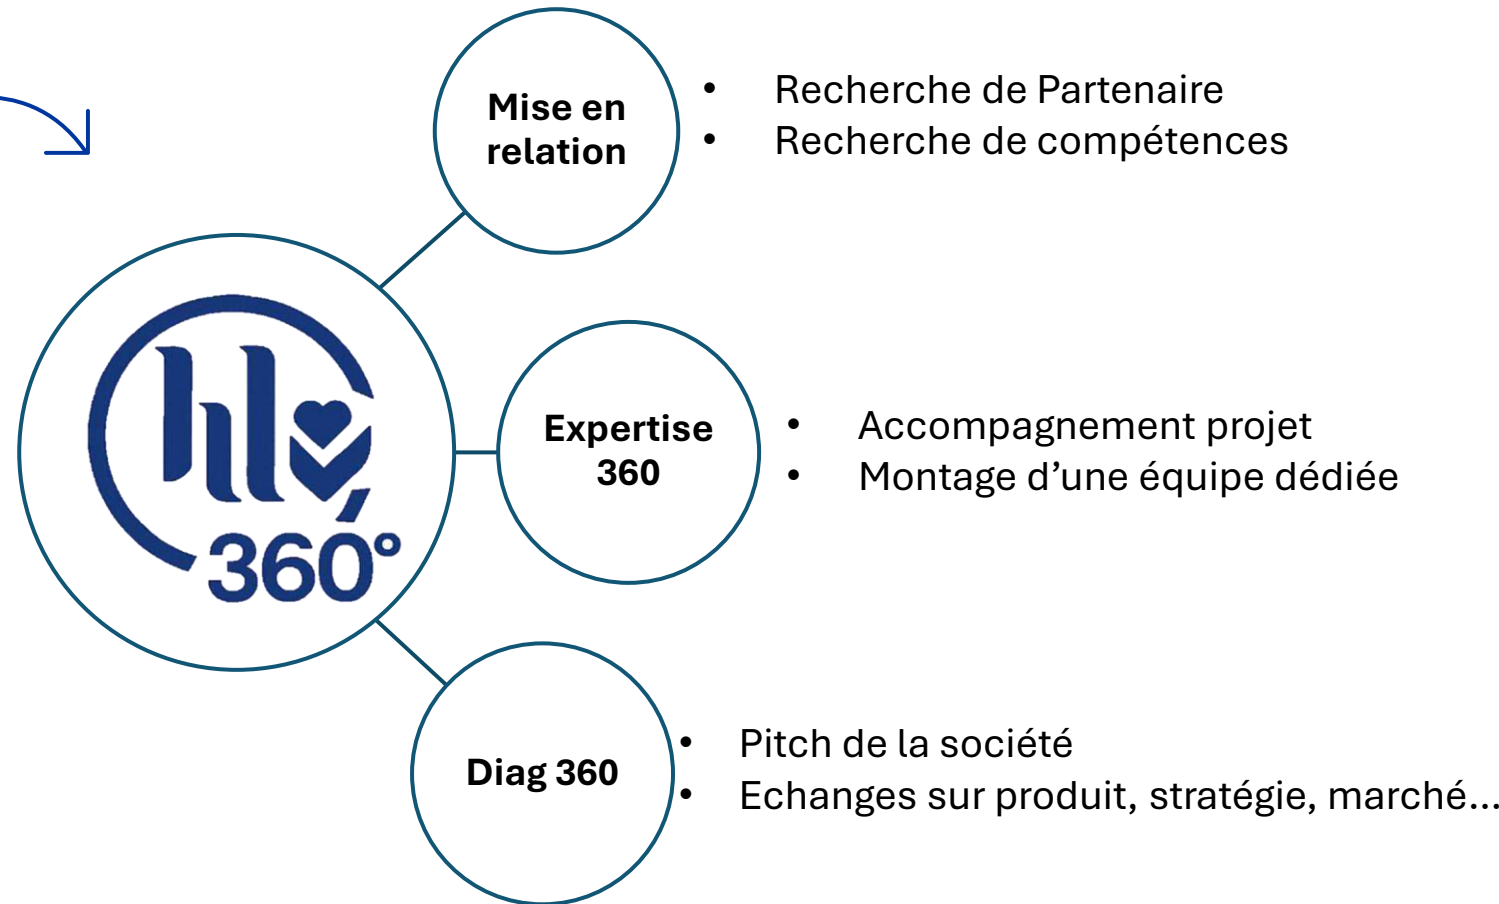 Mise en
relation
• Recherche de Partenaire
• Recherche de compétences
360°
Expertise
360
• Accompagnement projet
• Montage d’une équipe dédiée
Diag 360
• Pitch de la société
• Echanges sur produit, stratégie, marché...